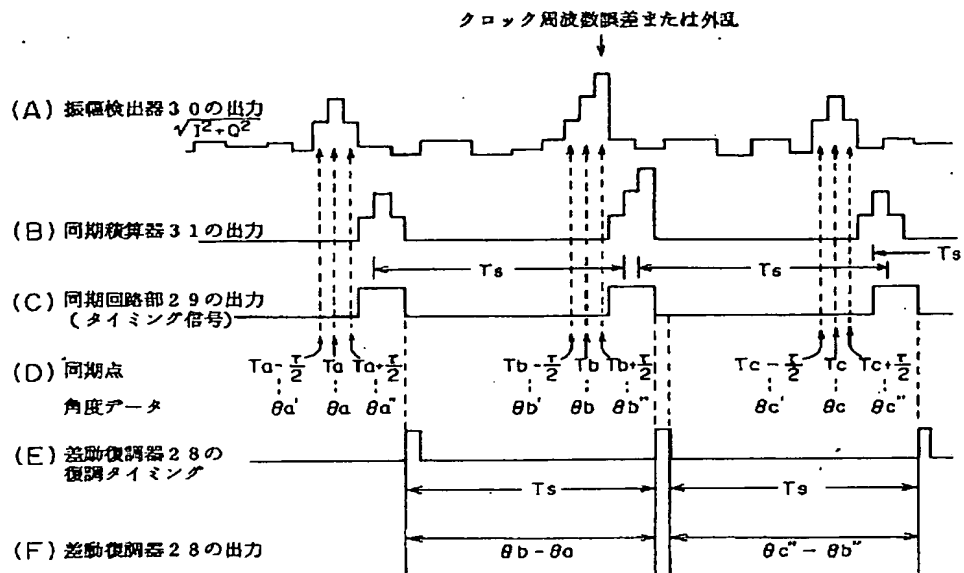 クロック周波数誤差または外乱
(A) 振幅検出器30の出力
√I²+Q²
(B) 同期積算器31の出力
Ts
Ts
Ts
(C) 同期回路部29の出力
(タイミング信号)
(D) 同期点
Ta-τ/2 Ta Ta+τ/2 Tb-τ/2 Tb Tb+τ/2 Tc-τ/2 Tc Tc+τ/2
角度データ
θa' θa θa" θb' θb θb" θc' θc θc"
(E) 差動復調器28の
復調タイミング
Ts
Ts
(F) 差動復調器28の出力
θb-θa
θc"-θb"